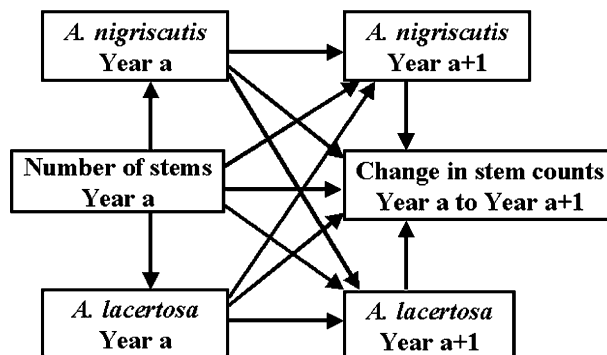 A. nigriscutis
Year a
A. nigriscutis
Year a+1
Number of stems
Year a
Change in stem counts
Year a to Year a+1
A. lacertosa
Year a
A. lacertosa
Year a+1